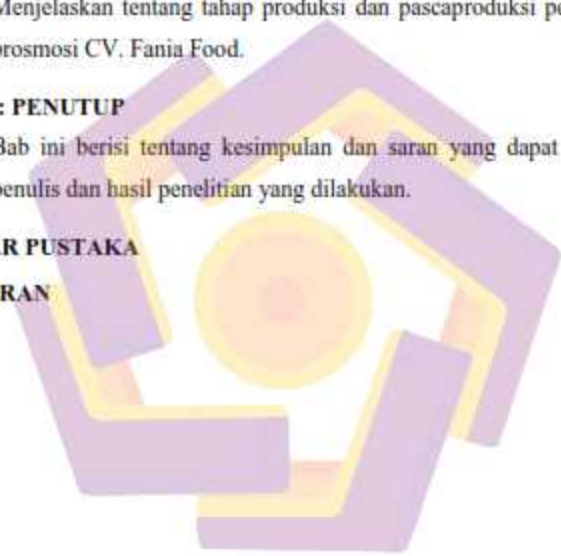 Menjelaskan tentang tahap produksi dan pascaproduksi
prosmosi CV. Fania Food.
: PENUTUP
Bab ini berisi tentang kesimpulan dan saran yang dapat
penulis dan hasil penelitian yang dilakukan.
R PUSTAKA
RAN